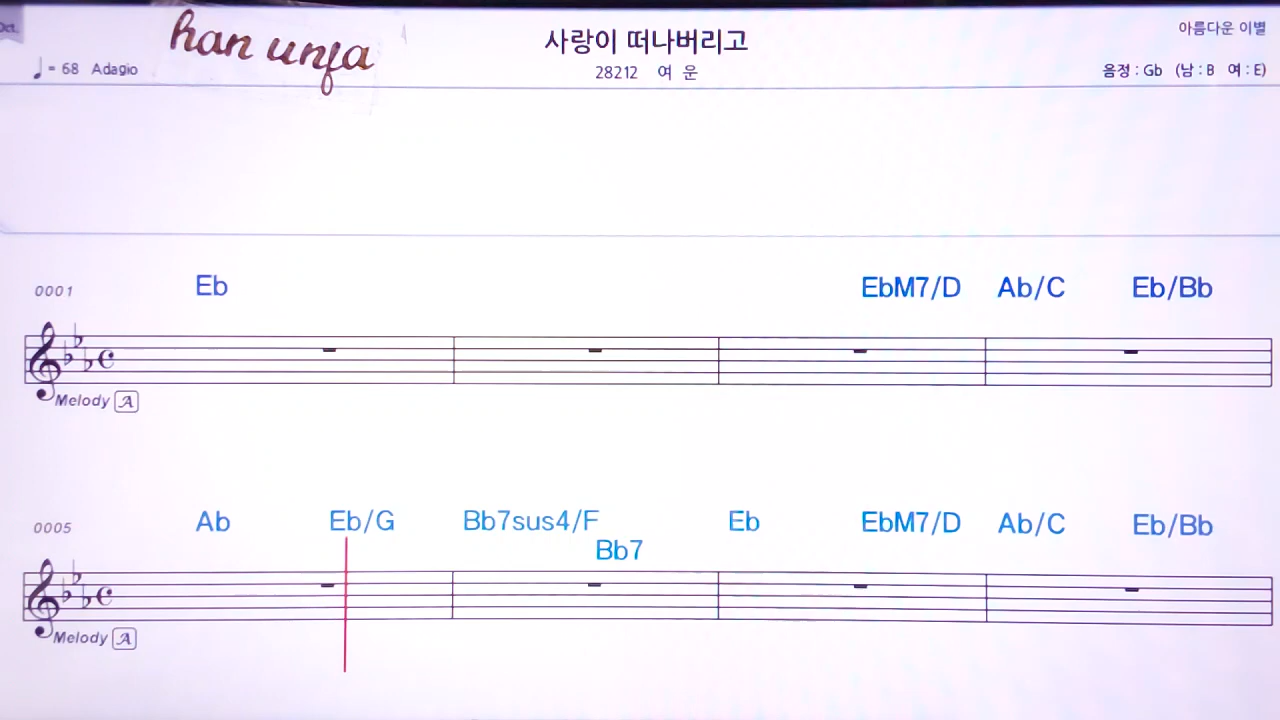 Oct.
han unfa
사랑이 떠나버리고
아름다운 이별
♩= 68 Adagio
28212 여 운
음정 : Gb (남 : B 여 : E)
0001
Eb EbM7/D Ab/C Eb/Bb
Melody A
0005
Ab Eb/G Bb7sus4/F Eb EbM7/D Ab/C Eb/Bb
Bb7
Melody A